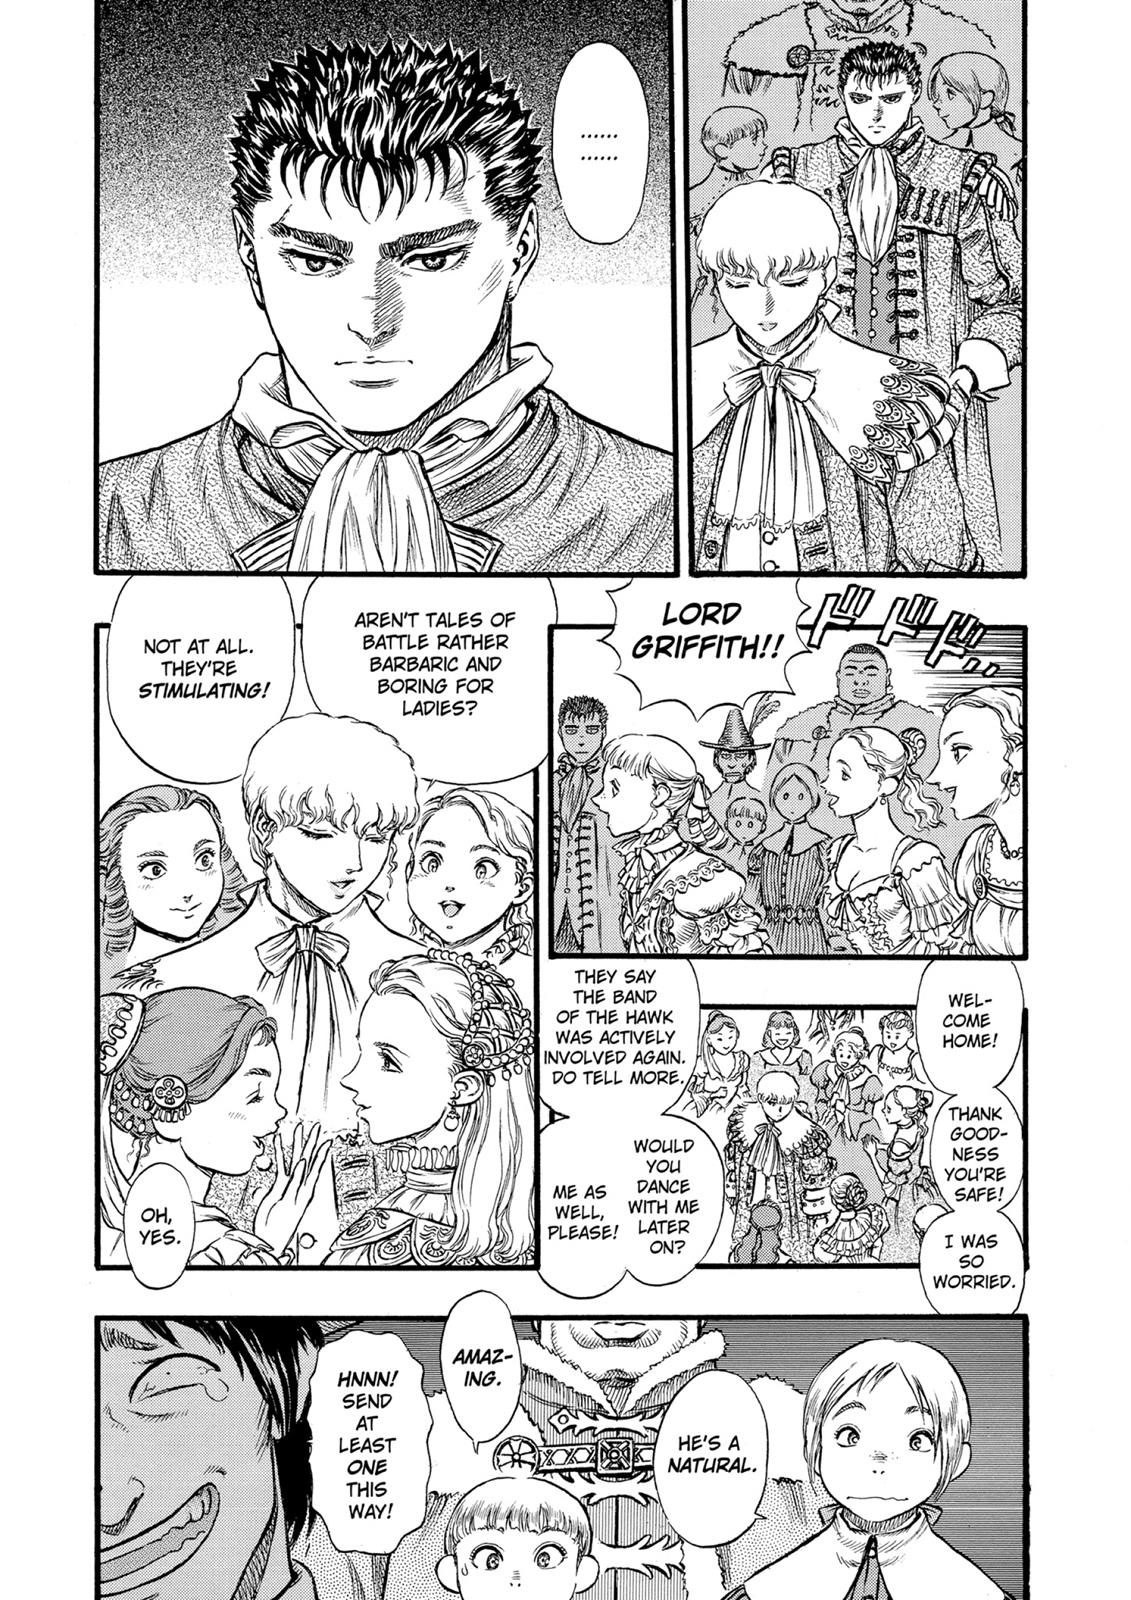 ......
......
LORD
GRIFFITH!!
ドドドドド...
AREN'T TALES OF
BATTLE RATHER
BARBARIC AND
BORING FOR
LADIES?
NOT AT ALL.
THEY'RE
STIMULATING!
OH,
YES.
WEL-
COME
HOME!
THANK
GOOD-
NESS
YOU'RE
SAFE!
I WAS
SO
WORRIED.
THEY SAY
THE BAND
OF THE HAWK
WAS ACTIVELY
INVOLVED AGAIN.
DO TELL MORE.
WOULD
YOU
DANCE
WITH ME
LATER
ON?
ME AS
WELL,
PLEASE!
HE'S A
NATURAL.
AMAZ-
ING.
HNNN!
SEND
AT
LEAST
ONE
THIS
WAY!